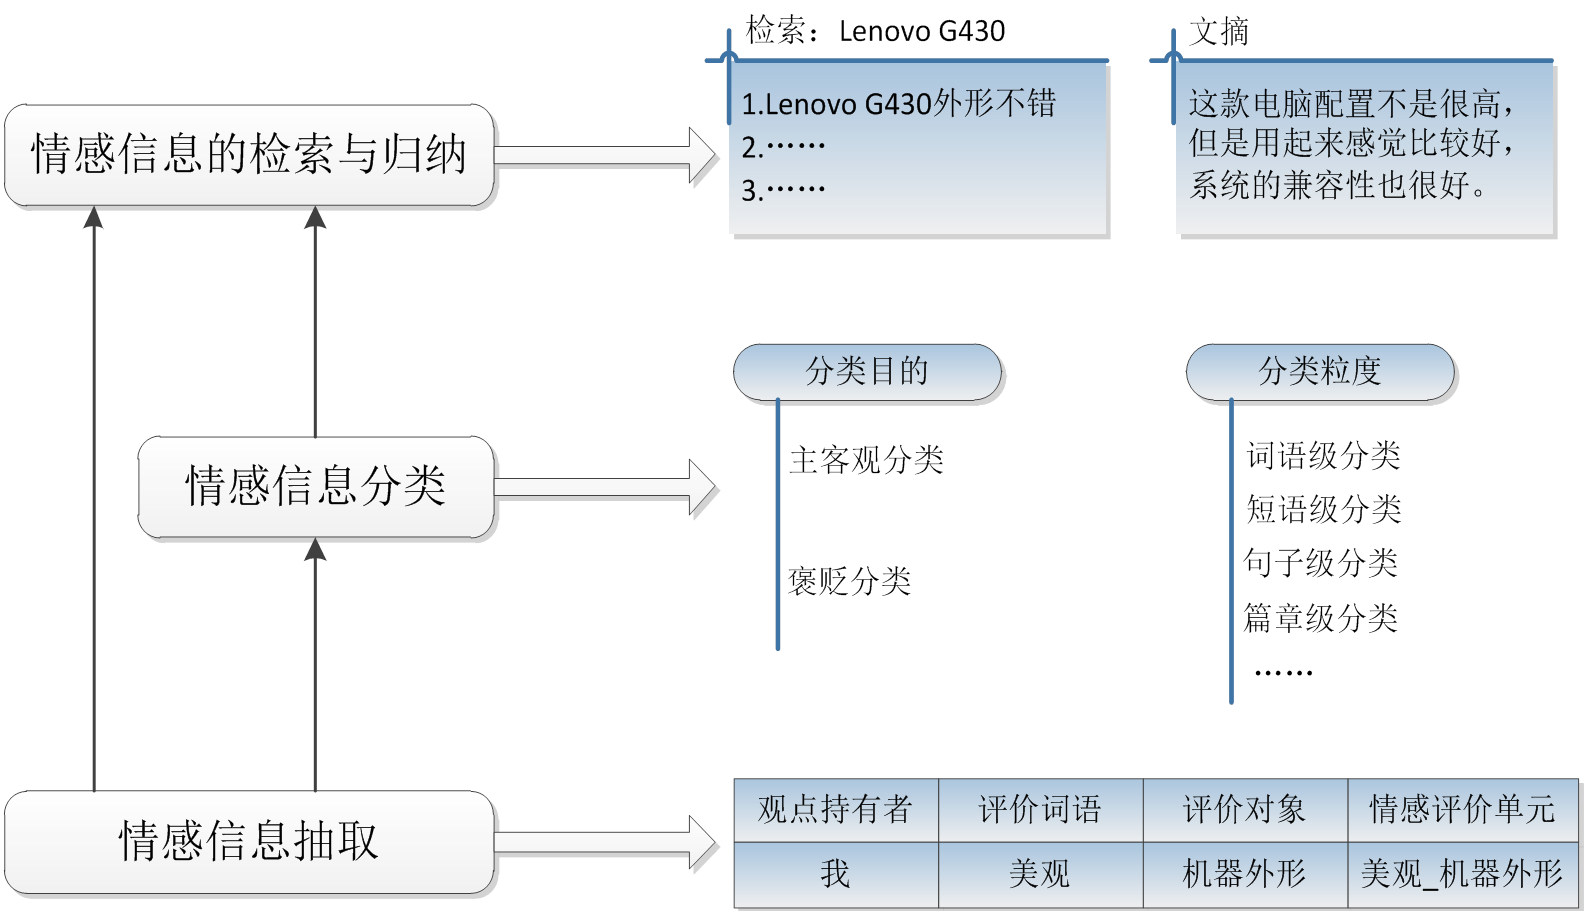 检索：Lenovo G430
文摘
情感信息的检索与归纳
1.Lenovo G430外形不错
2.……
3.……
这款电脑配置不是很高，
但是用起来感觉比较好，
系统的兼容性也很好。
分类目的
分类粒度
情感信息分类
主客观分类
褒贬分类
词语级分类
短语级分类
句子级分类
篇章级分类
……
情感信息抽取
观点持有者 评价词语 评价对象 情感评价单元
我 美观 机器外形 美观_机器外形